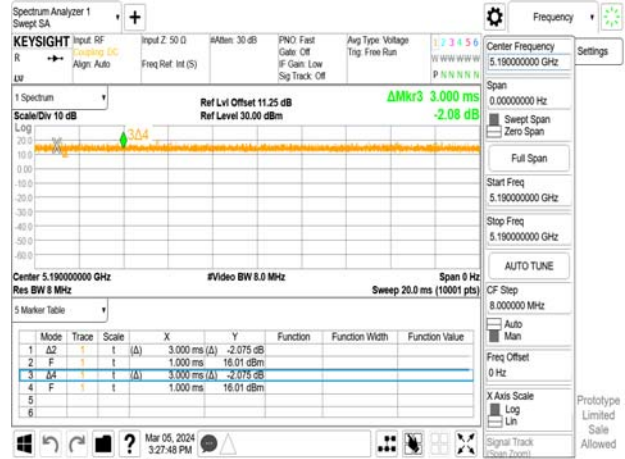 Spectrum Analyzer 1
Swept SA
+
Frequency
KEYSIGHT
R
LVI
Input: RF
Coupling: DC
Align: Auto
Input Z: 50 Ω
Freq Ref: Int (S)
#Atten: 30 dB
PNO: Fast
Gate: Off
IF Gain: Low
Sig Track: Off
Avg Type: Voltage
Trig: Free Run
1 2 3 4 5 6
W W W W W W
P N N N N N
1 Spectrum
Scale/Div 10 dB
Ref Lvl Offset 11.25 dB
Ref Level 30.00 dBm
ΔMkr3 3.000 ms
-2.08 dB
Log
20.0
10.0
0.00
-10.0
-20.0
-30.0
-40.0
-50.0
-60.0
3Δ4
Center 5.190000000 GHz
Res BW 8 MHz
#Video BW 8.0 MHz
Span 0 Hz
Sweep 20.0 ms (10001 pts)
5 Marker Table
Mode Trace Scale X Y Function Function Width Function Value
1 Δ2 1 t (Δ) 3.000 ms (Δ) -2.075 dB
2 F 1 t 1.000 ms 16.01 dBm
3 Δ4 1 t (Δ) 3.000 ms (Δ) -2.075 dB
4 F 1 t 1.000 ms 16.01 dBm
5
6
?
Mar 05, 2024
3:27:48 PM
Center Frequency
5.190000000 GHz
Settings
Span
0.00000000 Hz
Swept Span
Zero Span
Full Span
Start Freq
5.190000000 GHz
Stop Freq
5.190000000 GHz
AUTO TUNE
CF Step
8.000000 MHz
Auto
Man
Freq Offset
0 Hz
X Axis Scale
Log
Lin
Signal Track
(Span Zoom)
Prototype
Limited
Sale
Allowed